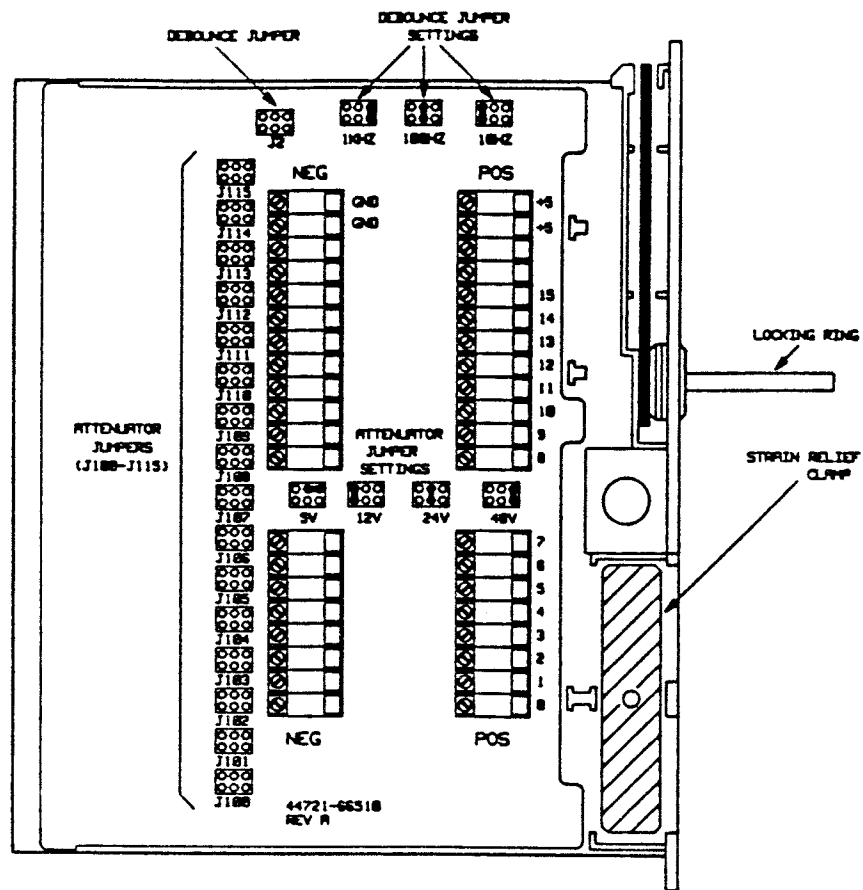 DEBOUNCE JUMPER
DEBOUNCE JUMPER
SETTINGS
J2
1KHZ
100HZ
10HZ
NEG
POS
J115
J114
J113
J112
J111
J110
J109
J108
J107
J106
J105
J104
J103
J102
J101
J100
GND
GND
+5
+5
15
14
13
12
11
10
9
8
ATTENUATOR
JUMPERS
(J100-J115)
ATTENUATOR
JUMPER
SETTINGS
5V
12V
24V
48V
7
6
5
4
3
2
1
0
NEG
POS
44721-66510
REV A
LOCKING RING
STRAIN RELIEF
CLAMP